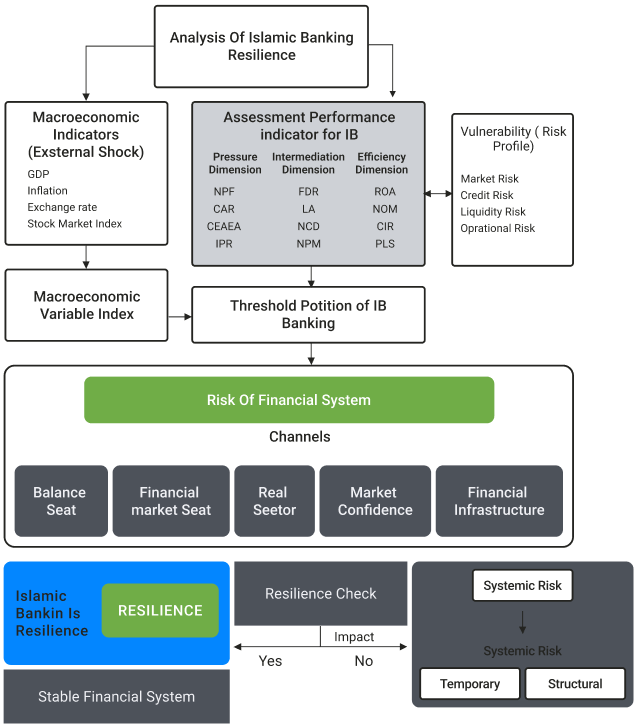 Analysis Of Islamic Banking
Resilience
Macroeconomic
Indicators
(Exsternal Shock)
GDP
Inflation
Exchange rate
Stock Market Index
Assessment Performance
indicator for IB
Pressure Dimension
NPF
CAR
CEAEA
IPR
Intermediation Dimension
FDR
LA
NCD
NPM
Efficiency Dimension
ROA
NOM
CIR
PLS
Vulnerability ( Risk
Profile)
Market Risk
Credit Risk
Liquidity Risk
Oprational Risk
Macroeconomic
Variable Index
Threshold Potition of IB
Banking
Risk Of Financial System
Channels
Balance
Seat
Financial
market Seat
Real
Seetor
Market
Confidence
Financial
Infrastructure
Islamic
Bankin Is
Resilience
RESILIENCE
Resilience Check
Impact
Yes
No
Systemic Risk
Systemic Risk
Temporary
Structural
Stable Financial System